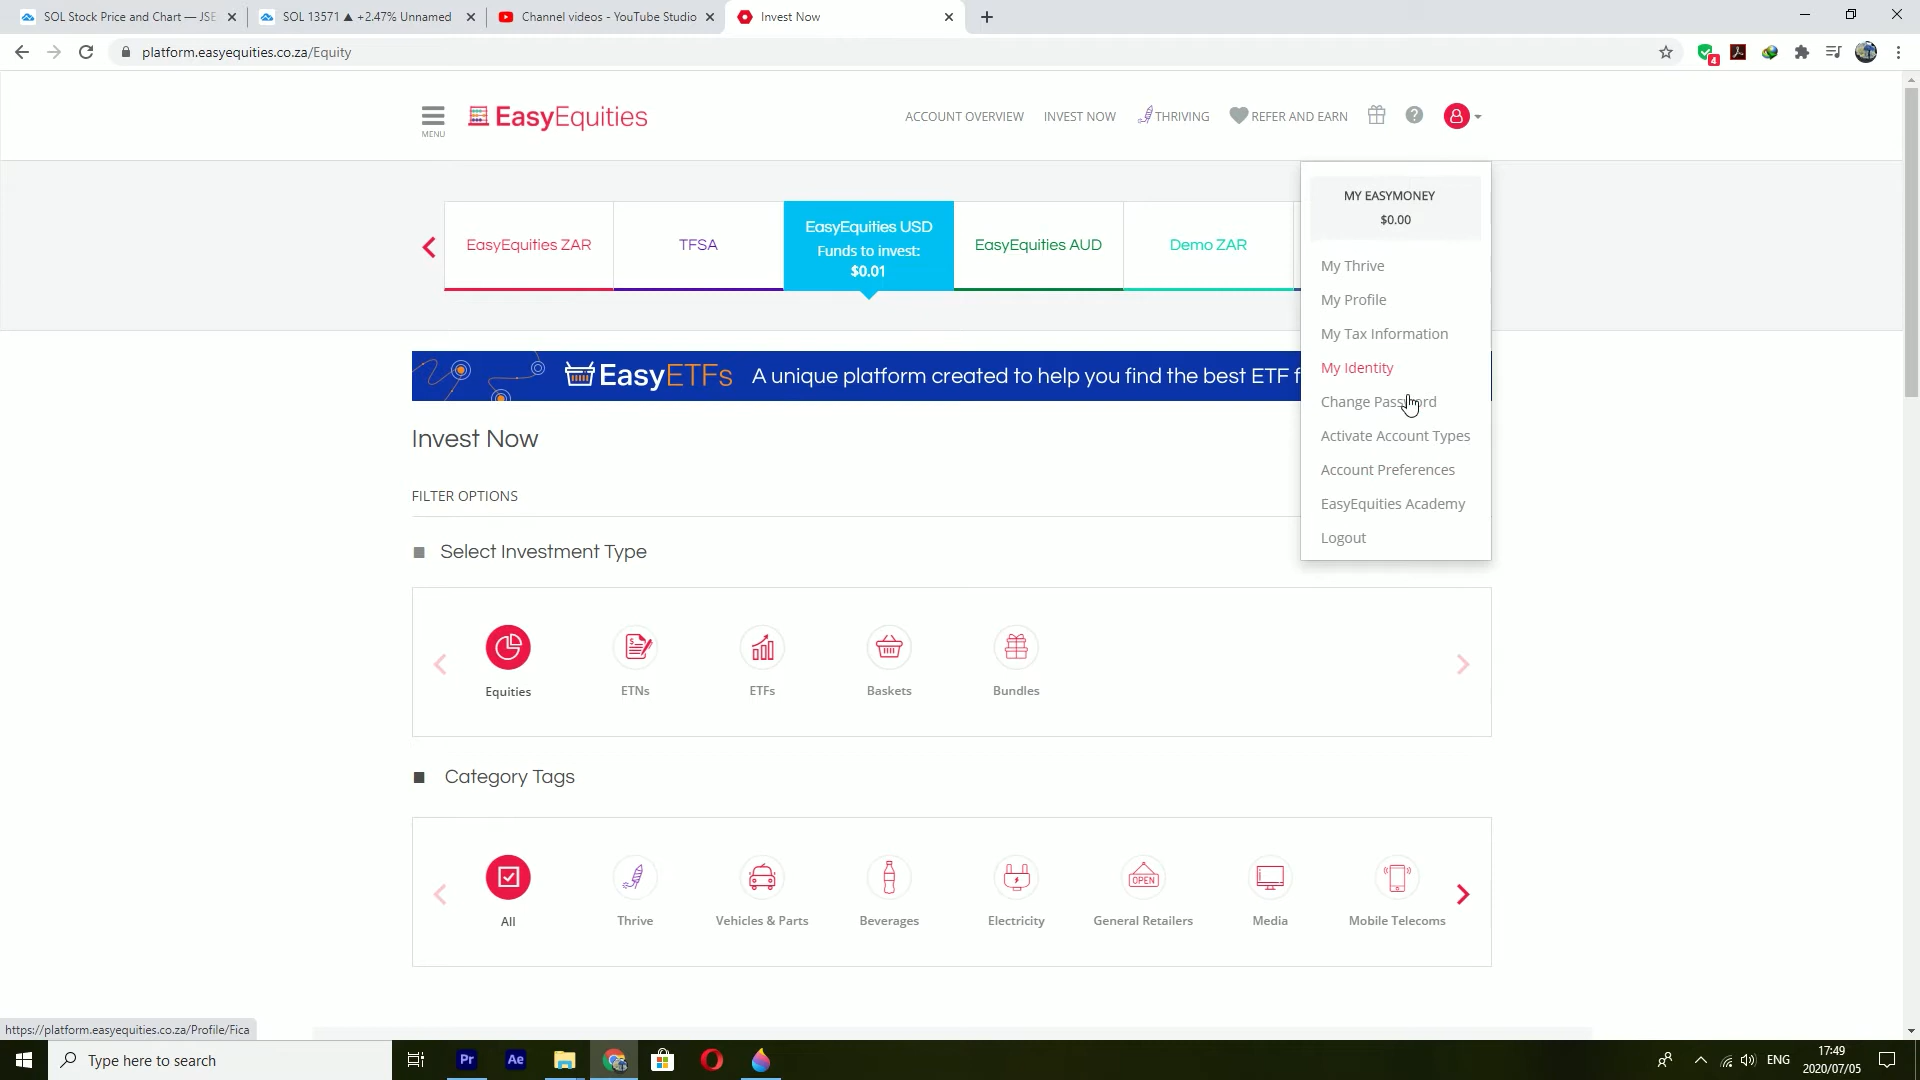 SOL Stock Price and Chart — JSE
SOL 13571 ▲ +2.47% Unnamed
Channel videos - YouTube Studio
Invest Now
platform.easyequities.co.za/Equity
4
MENU
EasyEquities
ACCOUNT OVERVIEW
INVEST NOW
THRIVING
REFER AND EARN
EasyEquities ZAR
TFSA
EasyEquities USD
Funds to invest:
$0.01
EasyEquities AUD
Demo ZAR
MY EASYMONEY
$0.00
My Thrive
My Profile
My Tax Information
My Identity
Change Password
Activate Account Types
Account Preferences
EasyEquities Academy
Logout
EasyETFs A unique platform created to help you find the best ETF f
Invest Now
FILTER OPTIONS
Select Investment Type
Equities
ETNs
ETFs
Baskets
Bundles
Category Tags
OPEN
All
Thrive
Vehicles & Parts
Beverages
Electricity
General Retailers
Media
Mobile Telecoms
https://platform.easyequities.co.za/Profile/Fica
Type here to search
Pr
Ae
ENG
17:49
2020/07/05